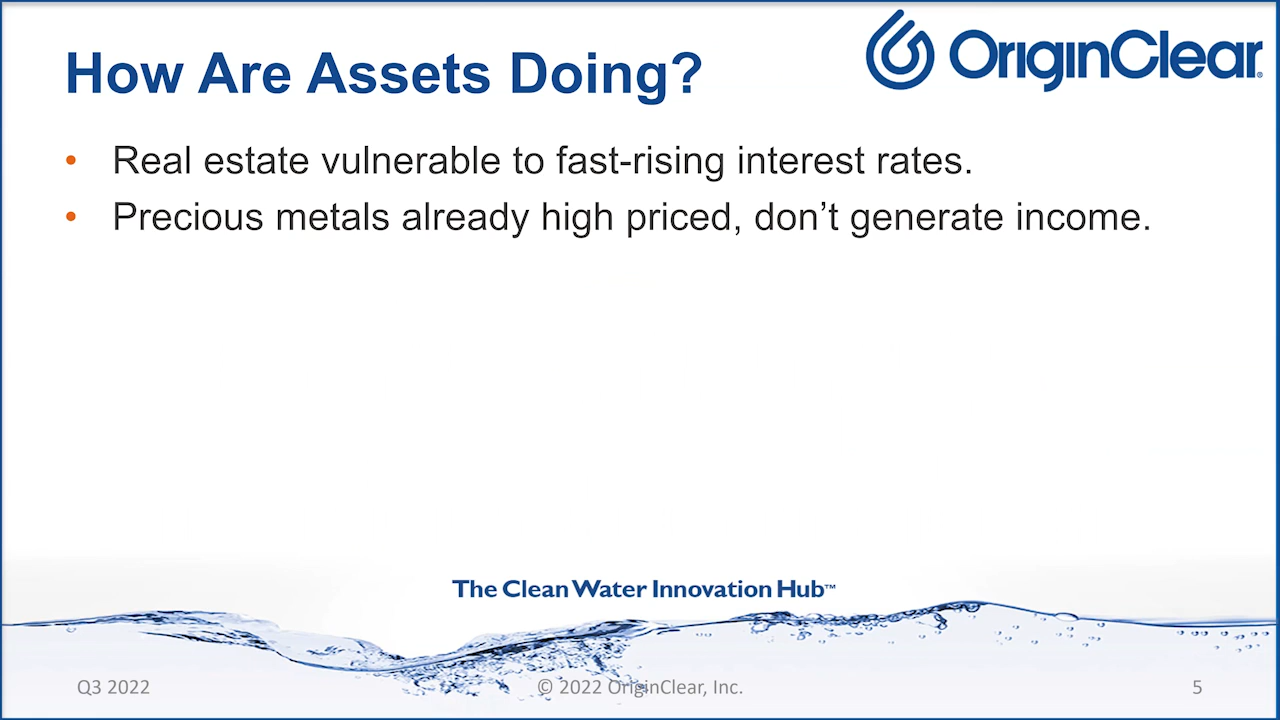 How Are Assets Doing?
OriginClear®
• Real estate vulnerable to fast-rising interest rates.
• Precious metals already high priced, don’t generate income.
The Clean Water Innovation Hub™
Q3 2022
© 2022 OriginClear, Inc.
5